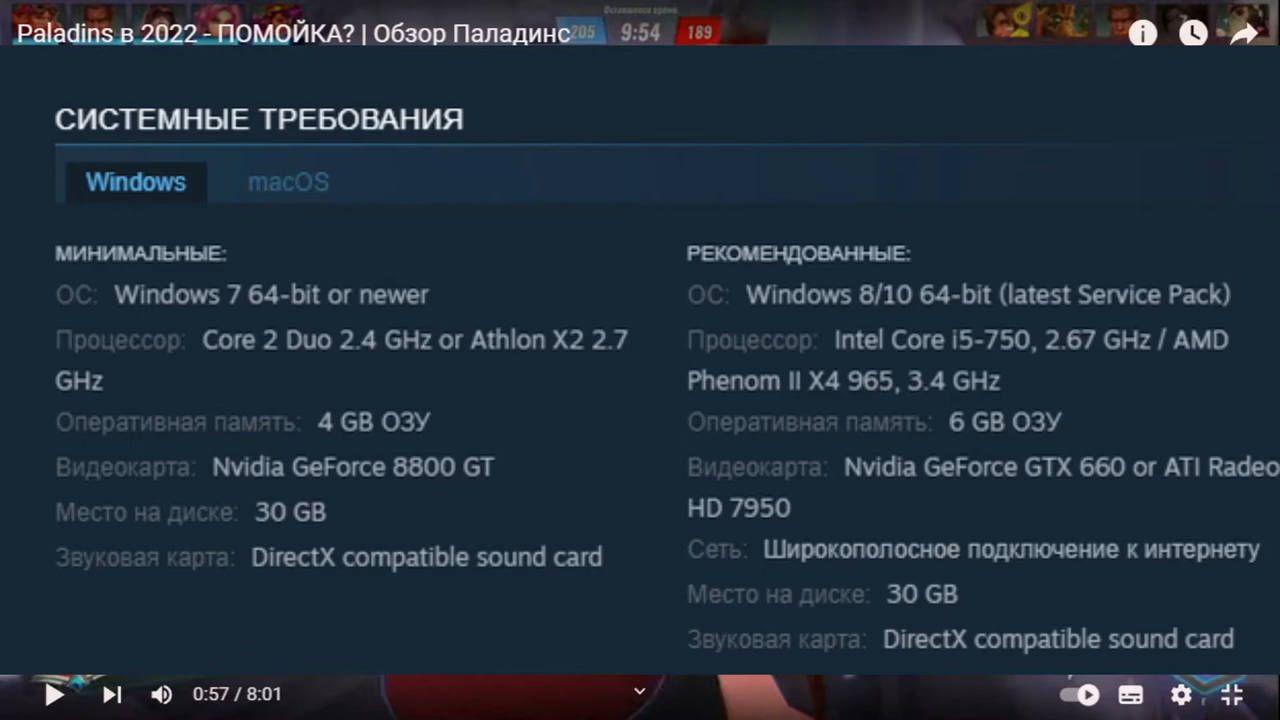 Оставшееся время
Paladins в 2022 - ПОМОЙКА? | Обзор Паладинс
205 9:54 189
СИСТЕМНЫЕ ТРЕБОВАНИЯ
Windows macOS
МИНИМАЛЬНЫЕ:
ОС: Windows 7 64-bit or newer
Процессор: Core 2 Duo 2.4 GHz or Athlon X2 2.7
GHz
Оперативная память: 4 GB ОЗУ
Видеокарта: Nvidia GeForce 8800 GT
Место на диске: 30 GB
Звуковая карта: DirectX compatible sound card
РЕКОМЕНДОВАННЫЕ:
ОС: Windows 8/10 64-bit (latest Service Pack)
Процессор: Intel Core i5-750, 2.67 GHz / AMD
Phenom II X4 965, 3.4 GHz
Оперативная память: 6 GB ОЗУ
Видеокарта: Nvidia GeForce GTX 660 or ATI Radeo
HD 7950
Сеть: Широкополосное подключение к интернету
Место на диске: 30 GB
Звуковая карта: DirectX compatible sound card
0:57 / 8:01